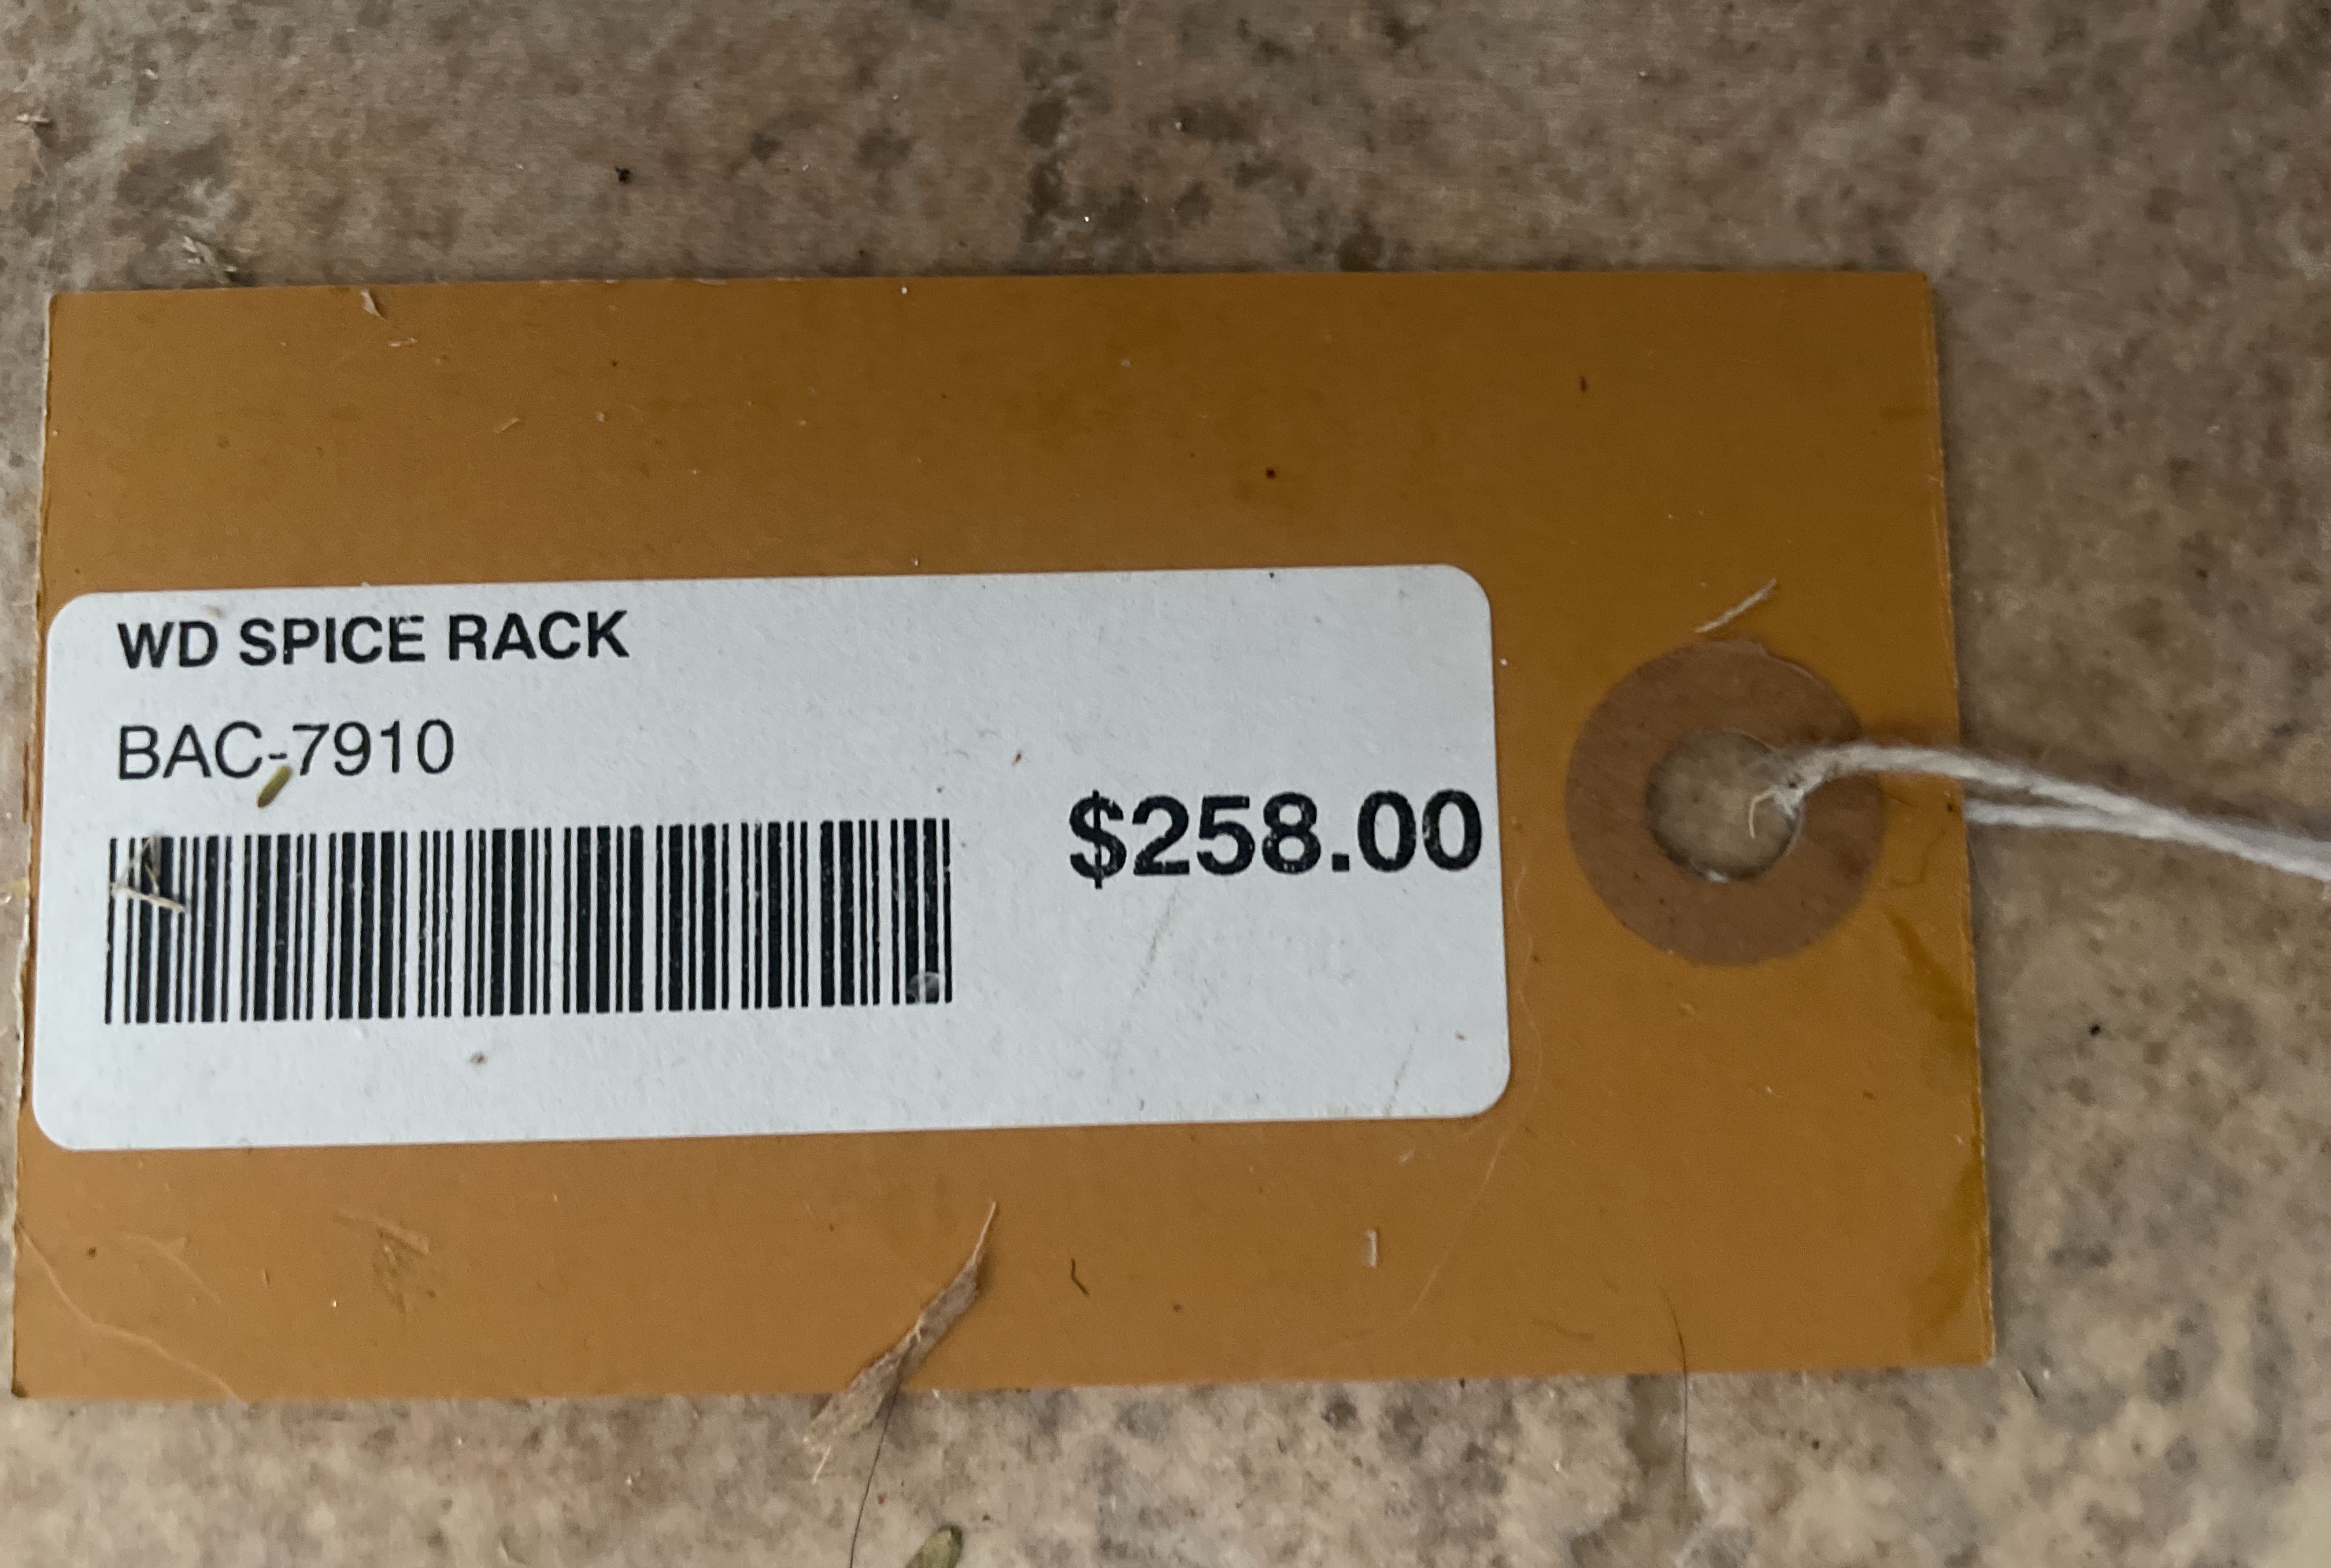 WD SPICE RACK
BAC-7910
$258.00